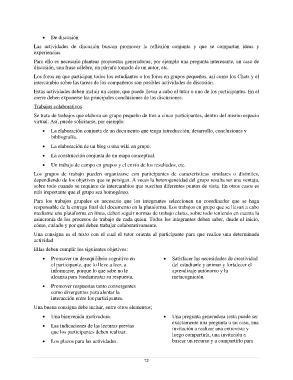 • De discusión
Las actividades de discusión buscan promover la reflexión conjunta y que se compartan ideas y
experiencias.
Para ello es necesario plantear propuestas generadoras; por ejemplo una pregunta interesante, un caso de
discusión, una frase célebre, un párrafo tomado de un autor, etc.
Los foros en que participan todos los estudiantes o los foros en grupos pequeños, así como los Chats y el
intercambio sobre las tareas de los compañeros son posibles actividades de discusión.
Estas actividades deben incluir un cierre, que puede llevar a cabo el tutor o uno de los participantes. En el
cierre deben exponerse las principales conclusiones de las discusiones.
Trabajos colaborativos
Se trata de trabajos que elabora un grupo pequeño de tres a cinco participantes, dentro del mismo espacio
virtual. Así, puede solicitarse, por ejemplo:
• La elaboración conjunta de un documento que tenga introducción, desarrollo, conclusiones y
bibliografía.
• La elaboración de un blog o una wiki en grupo.
• La construcción conjunta de un mapa conceptual.
• Un trabajo de campo en grupos y el envío de los resultados, etc.
Los grupos de trabajo pueden organizarse con participantes de características similares o distintas,
dependiendo de los objetivos que se persigan. A veces la heterogeneidad del grupo resulta ser una ventaja,
sobre todo cuando se requiere de intercambios que susciten diferentes puntos de vista. En otros casos es
más importante que el grupo sea homogéneo.
Para los trabajos grupales es necesario que los integrantes seleccionen un coordinador que se haga
responsable de la entrega final del documento en la plataforma. Los trabajos en grupo que se llevan a cabo
mediante una plataforma en línea, deben seguir normas de trabajo claras, sobre todo teniendo en cuenta la
asincronía de los procesos de trabajo de cada quien. Todos los integrantes deben saber, desde el inicio,
cómo, cuándo y por qué deben trabajar colaborativamente.
Una consigna es el texto con el cual el tutor orienta al participante para que realice una determinada
actividad.
Ellas deben cumplir los siguientes objetivos:
• Promover un desequilibrio cognitivo en
el participante, que lo lleve a leer, a
informarse, porque lo que sabe no le
alcanza para fundamentar su respuesta.
• Promover respuestas tanto convergentes
como divergentes para alentar la
interacción entre los participantes.
• Satisfacer las necesidades de creatividad
del estudiante y animar y fortalecer el
aprendizaje autónomo y la
metacognición.
Una buena consigna debe incluir, entre otros elementos;
• Una bienvenida motivadora.
• Las indicaciones de las lecturas previas
que los participantes deben realizar.
• Los plazos para las actividades.
• Una pregunta generadora (esta puede ser
exactamente una pregunta o un caso, una
invitación a realizar una entrevista y
luego compartirla, una invitación a
buscar un recurso y a compartirlo para